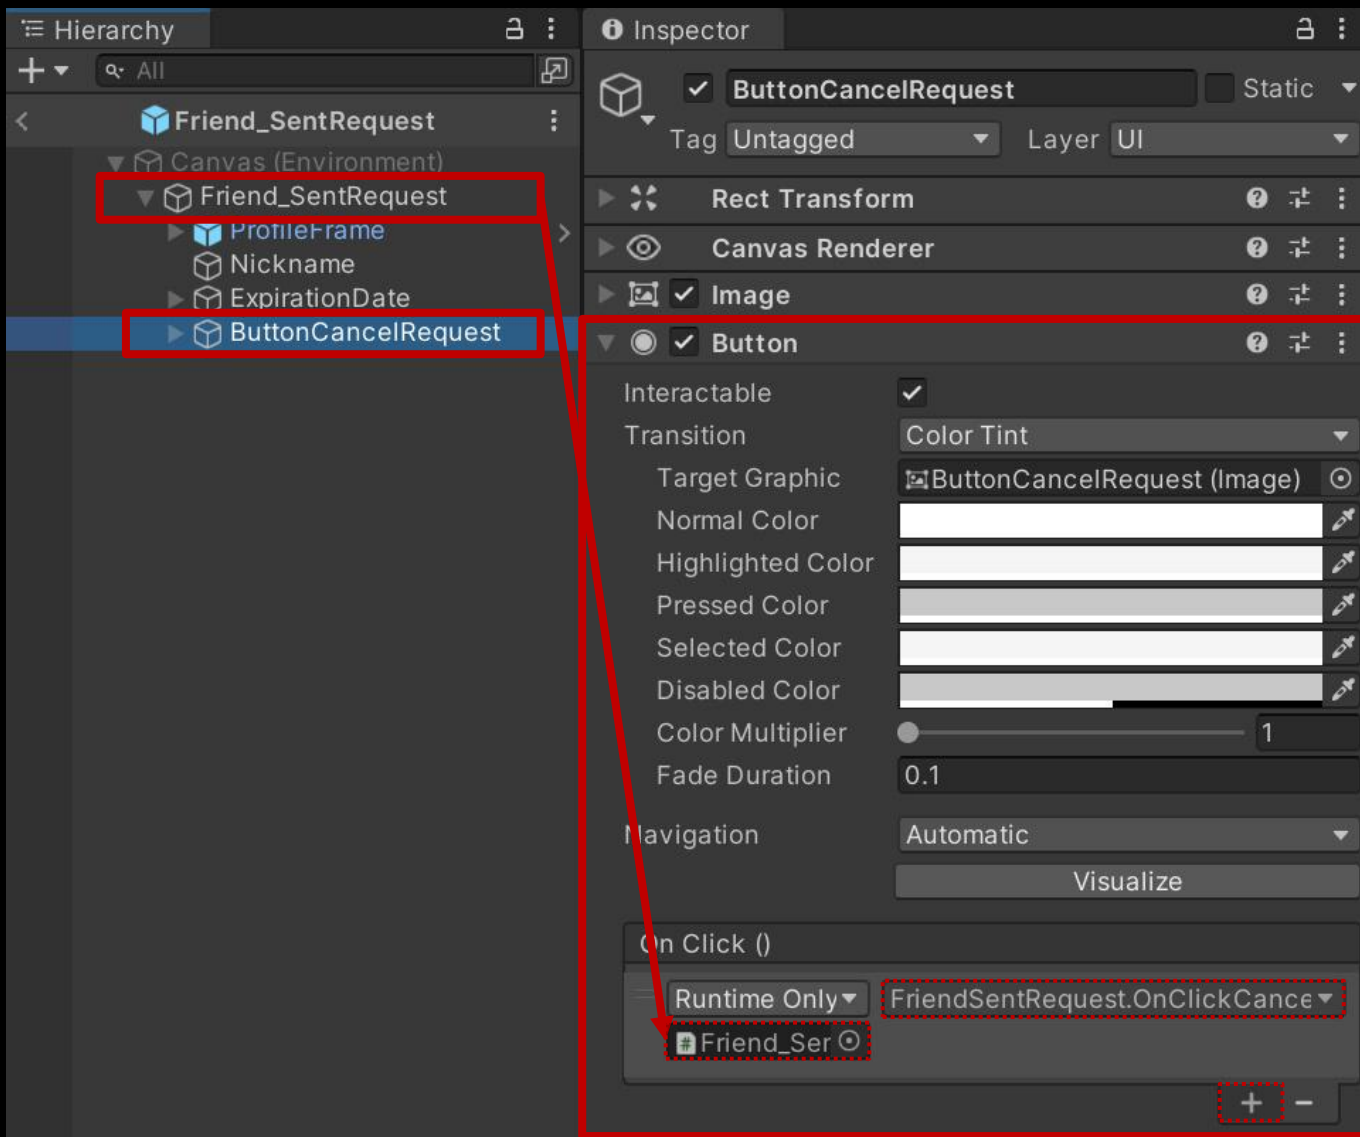 Hierarchy
All
Friend_SentRequest
Canvas (Environment)
Friend_SentRequest
ProfileFrame
Nickname
ExpirationDate
ButtonCancelRequest
Inspector
ButtonCancelRequest
Static
Tag Untagged
Layer UI
Rect Transform
Canvas Renderer
Image
Button
Interactable
Transition Color Tint
Target Graphic ButtonCancelRequest (Image)
Normal Color
Highlighted Color
Pressed Color
Selected Color
Disabled Color
Color Multiplier 1
Fade Duration 0.1
Navigation Automatic
Visualize
On Click ()
Runtime Only FriendSentRequest.OnClickCance
Friend_Ser